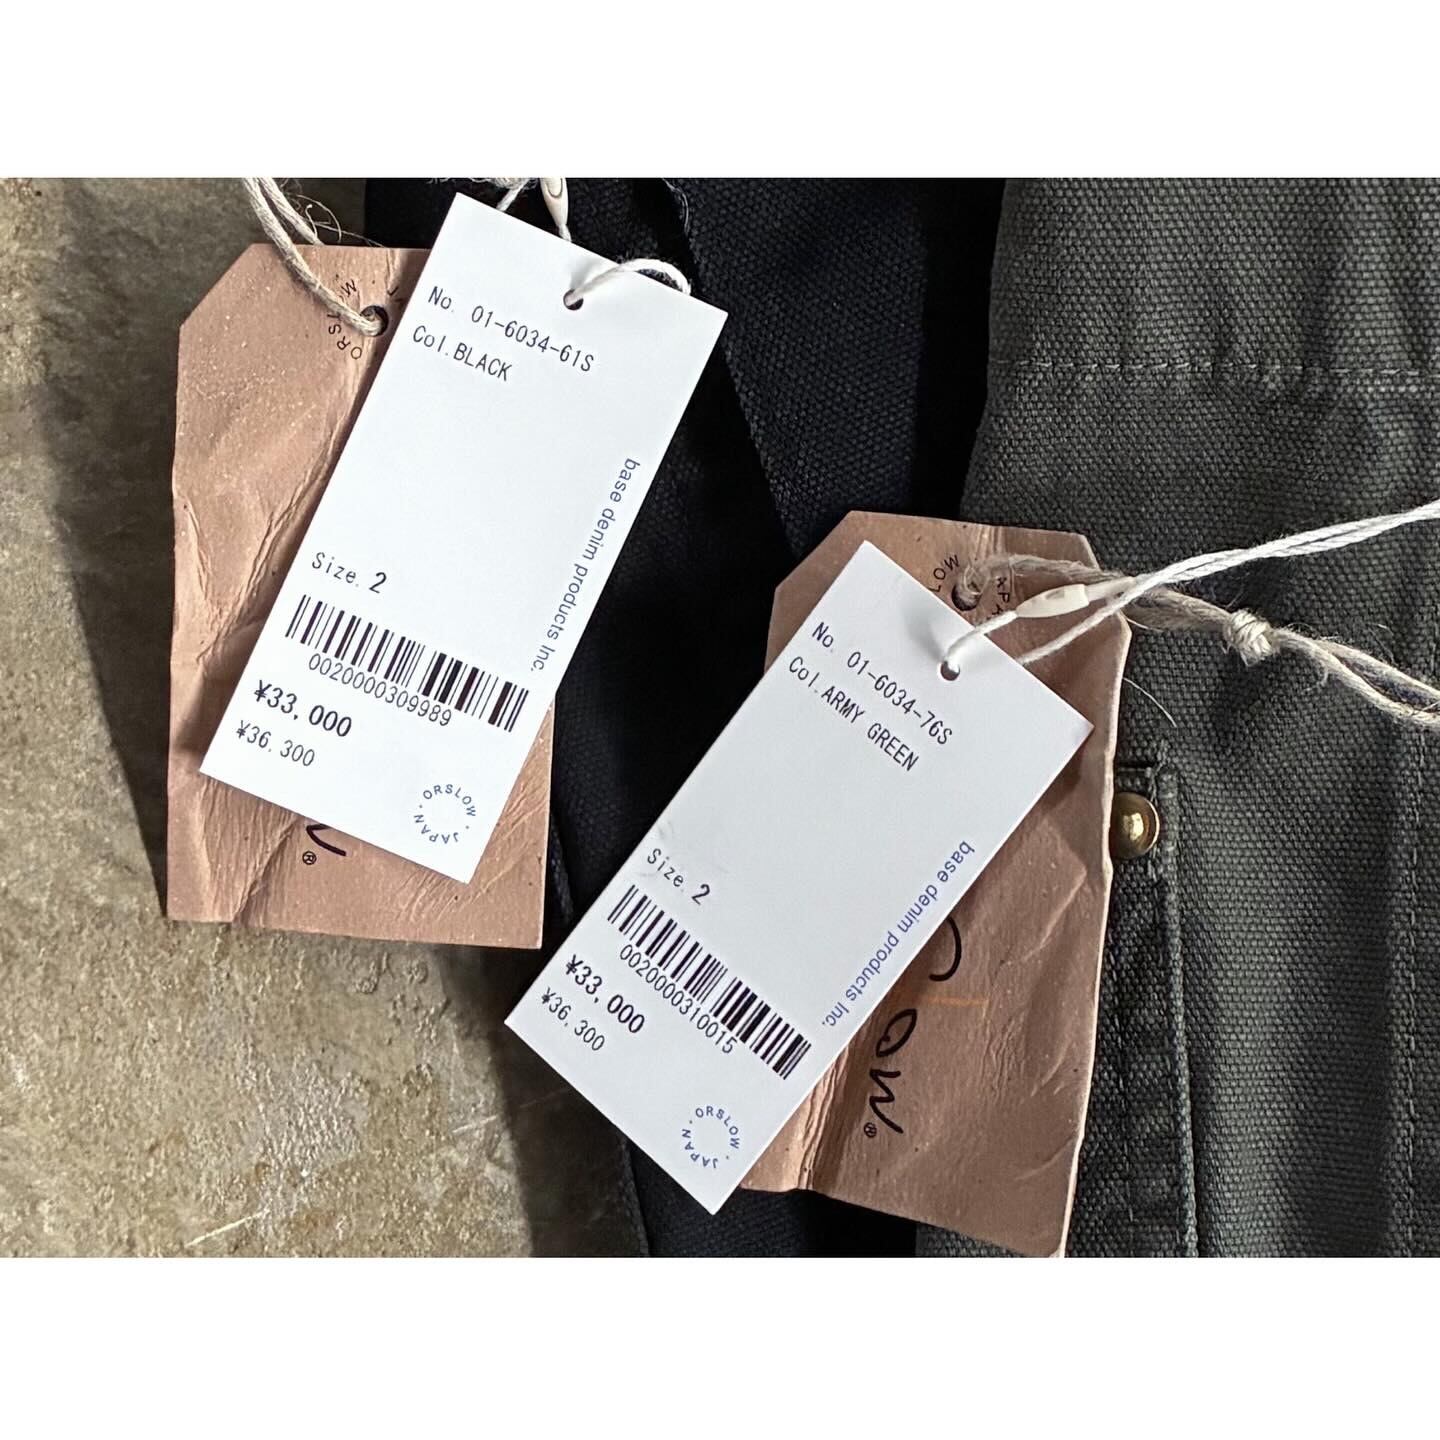 No. 01-6034-61S
Col.BLACK
base denim products Inc.
Size. 2
0020000309989
¥33,000
¥36,300
ORSLOW · JAPAN ·
ORSLOW
®
No. 01-6034-76S
Col.ARMY GREEN
base denim products Inc.
Size. 2
0020000310015
¥33,000
¥36,300
ORSLOW · JAPAN ·
ow®